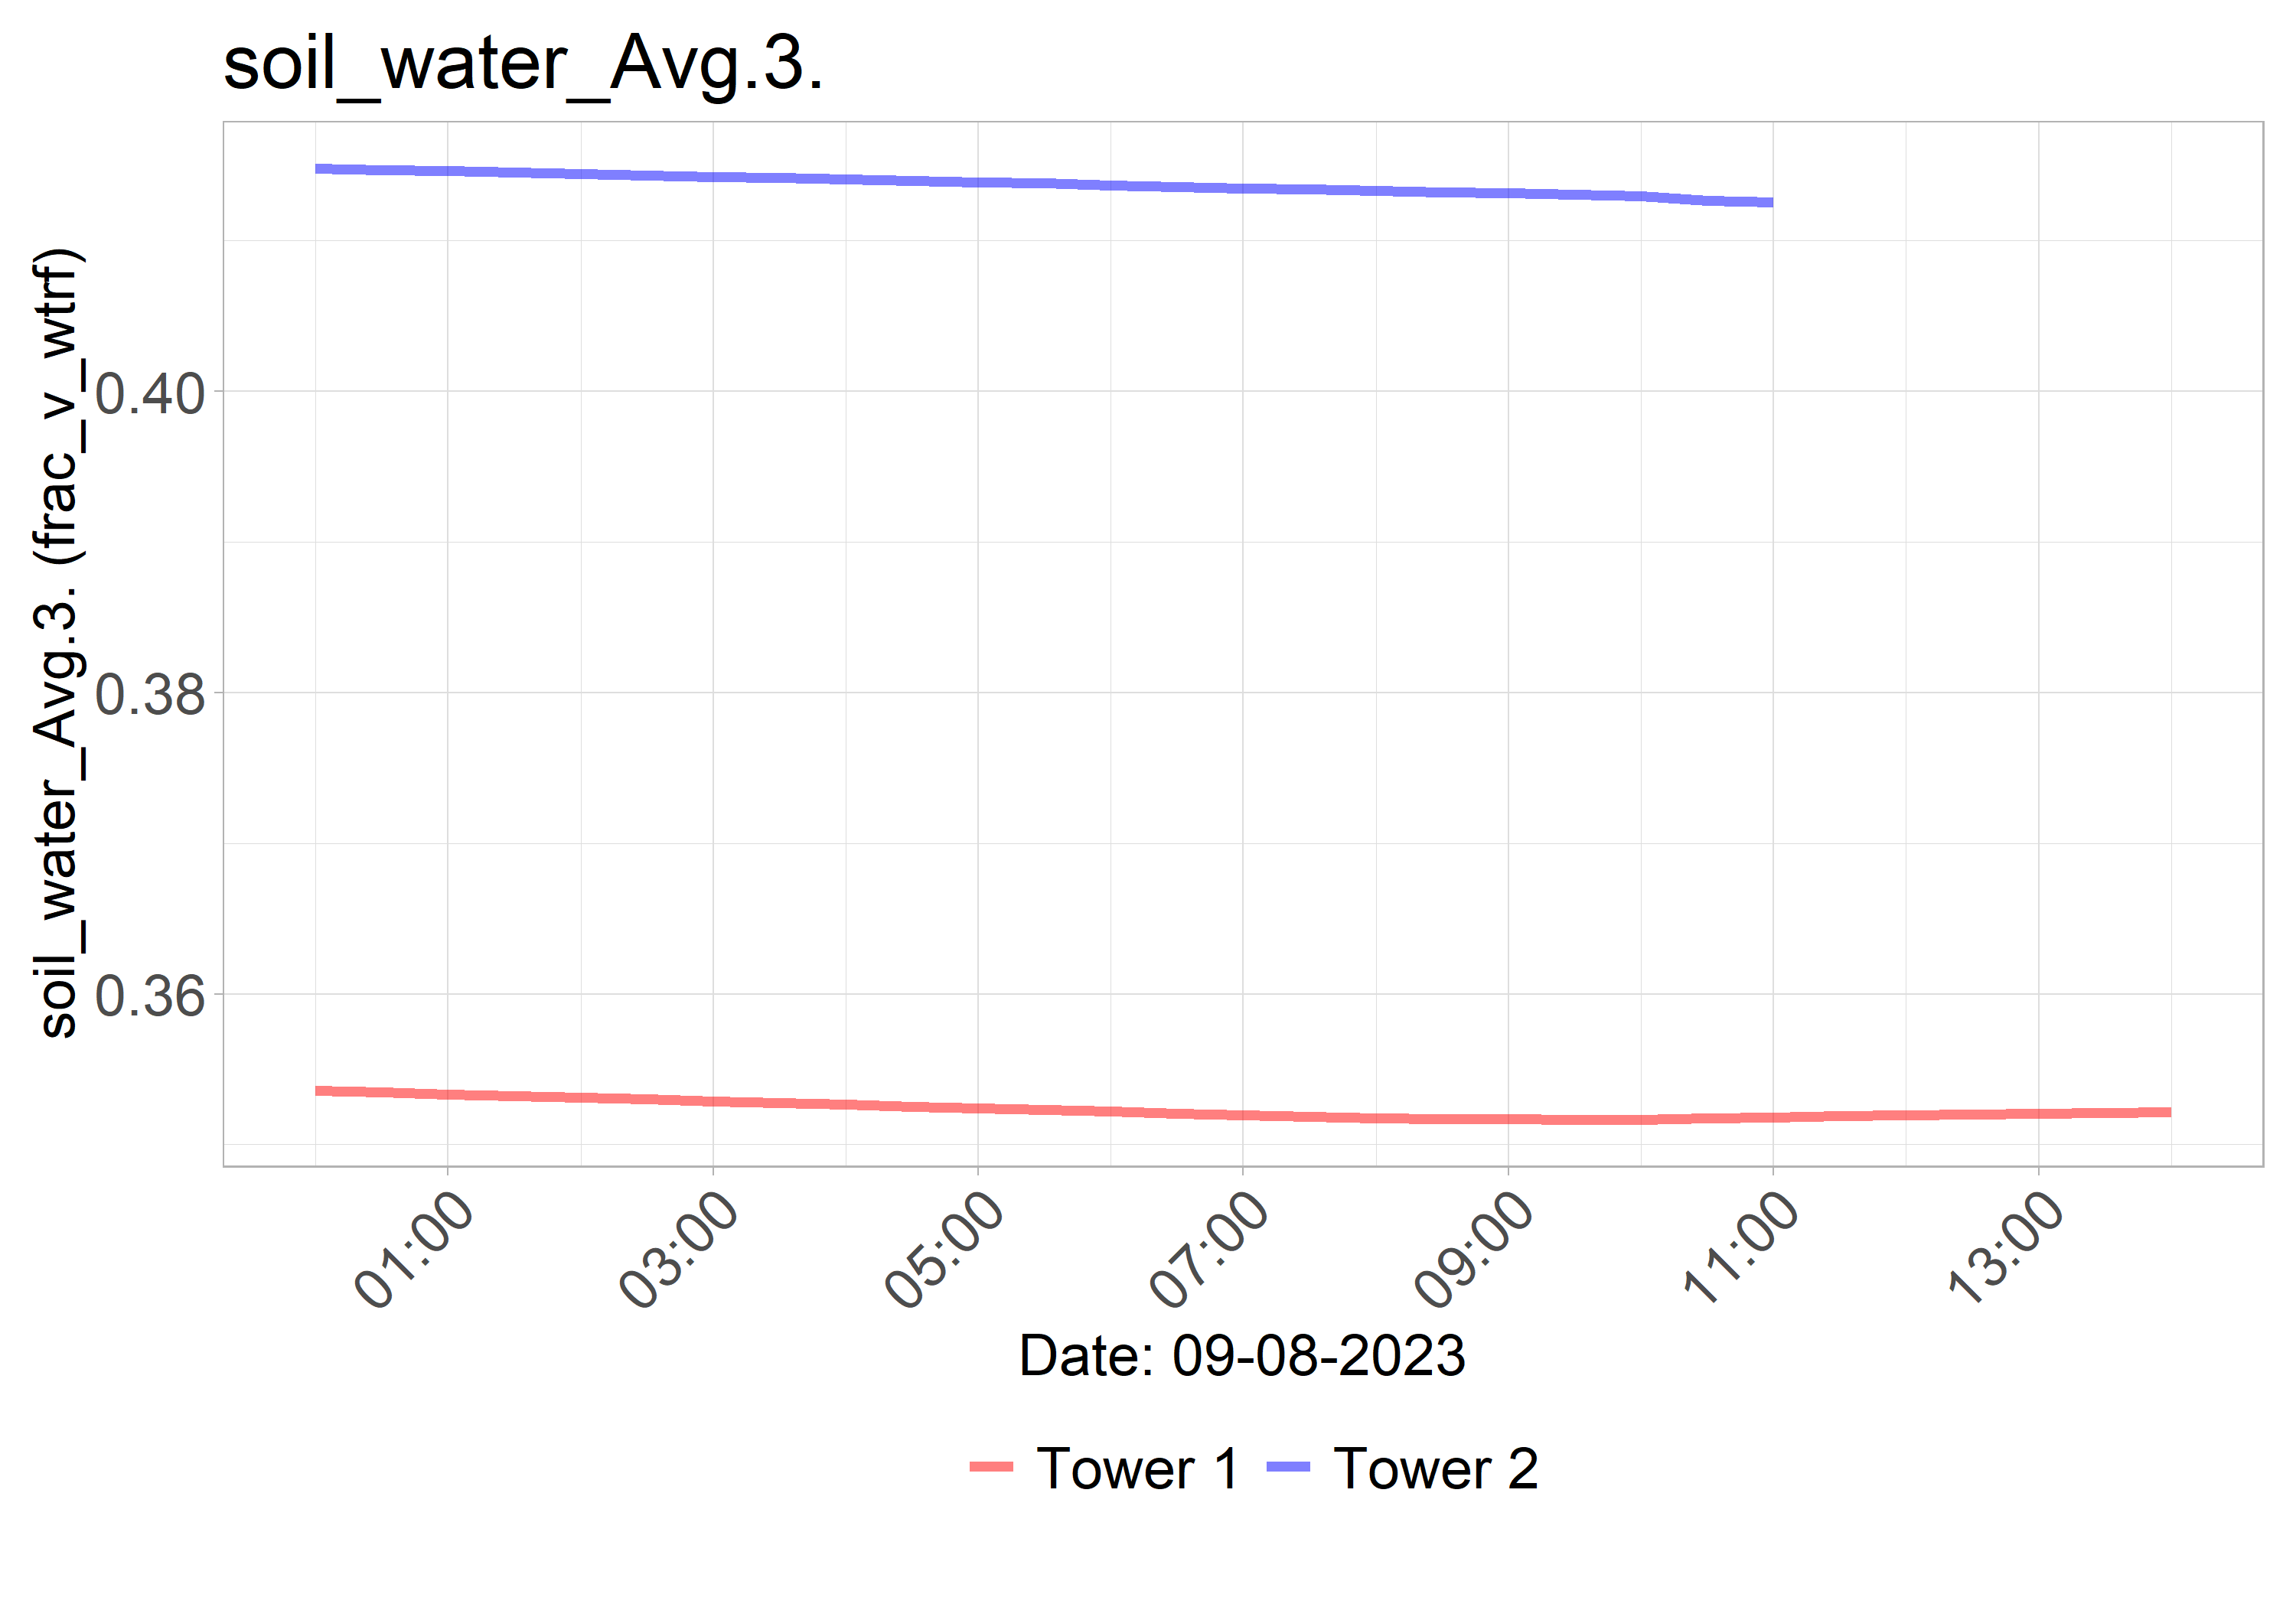 soil_water_Avg.3.
soil_water_Avg.3. (frac_v_wtrf)
0.40
0.38
0.36
01:00
03:00
05:00
07:00
09:00
11:00
13:00
Date: 09-08-2023
Tower 1
Tower 2